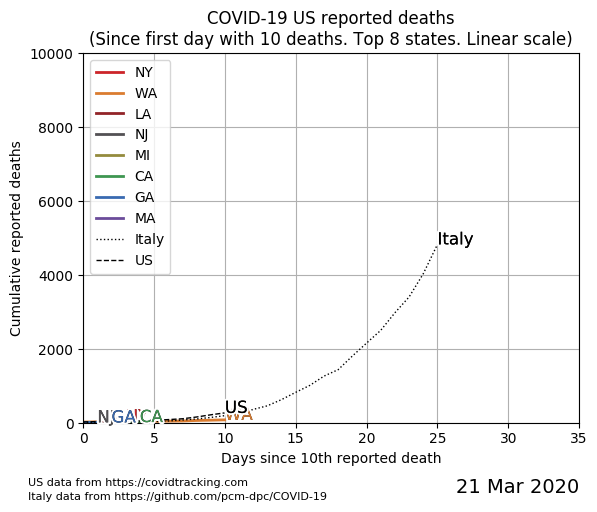 COVID-19 US reported deaths
(Since first day with 10 deaths. Top 8 states. Linear scale)
10000
8000
6000
4000
2000
0
Cumulative reported deaths
NY
WA
LA
NJ
MI
CA
GA
MA
Italy
US
Italy
US
WA
GA
CA
0
5
10
15
20
25
30
35
Days since 10th reported death
US data from https://covidtracking.com
Italy data from https://github.com/pcm-dpc/COVID-19
21 Mar 2020